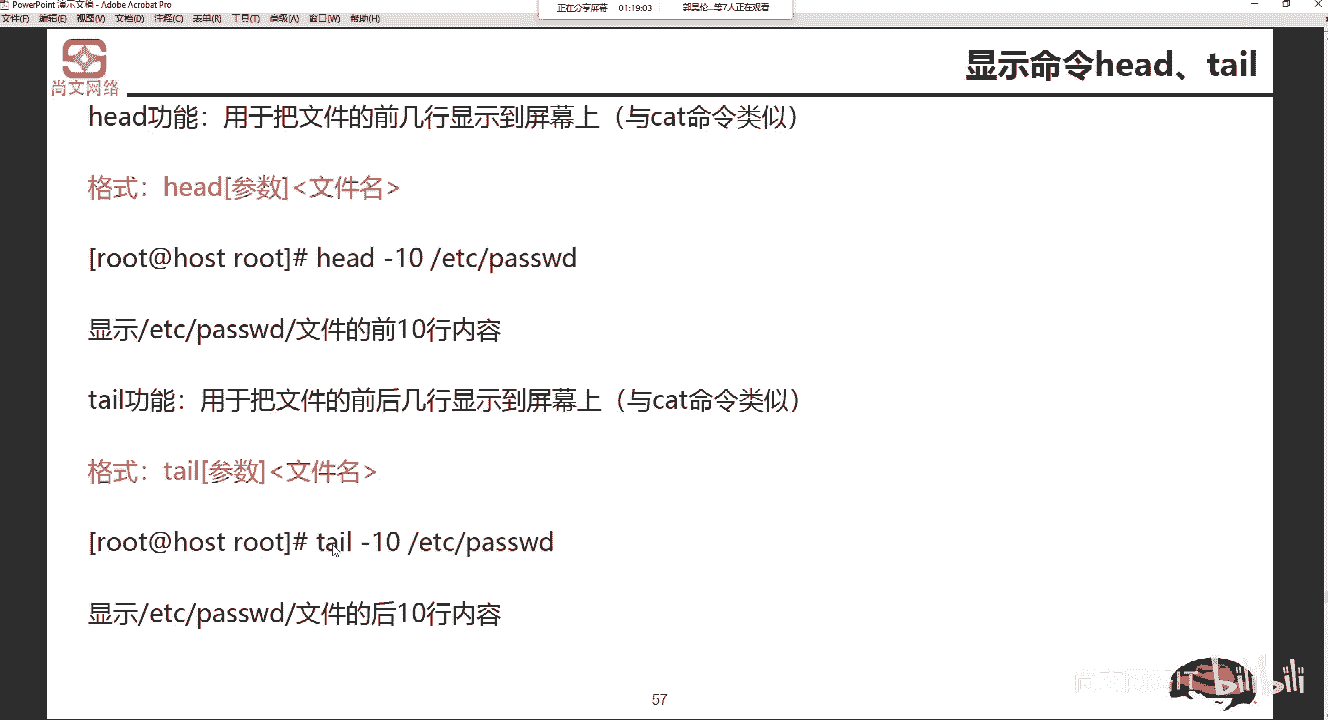 PowerPoint 演示文稿 - Adobe Acrobat Pro
正在分享屏幕 01:19:03
等7人正在观看
文件(F) 编辑(E) 视图(V) 文档(D) 注释(C) 表单(R) 工具(T) 高级(A) 窗口(W) 帮助(H)
尚文网络
显示命令head、tail
head功能：用于把文件的前几行显示到屏幕上（与cat命令类似）
格式：head[参数]<文件名>
[root@host root]# head -10 /etc/passwd
显示/etc/passwd/文件的前10行内容
tail功能：用于把文件的前后几行显示到屏幕上（与cat命令类似）
格式：tail[参数]<文件名>
[root@host root]# tail -10 /etc/passwd
显示/etc/passwd/文件的后10行内容
bilibili
57